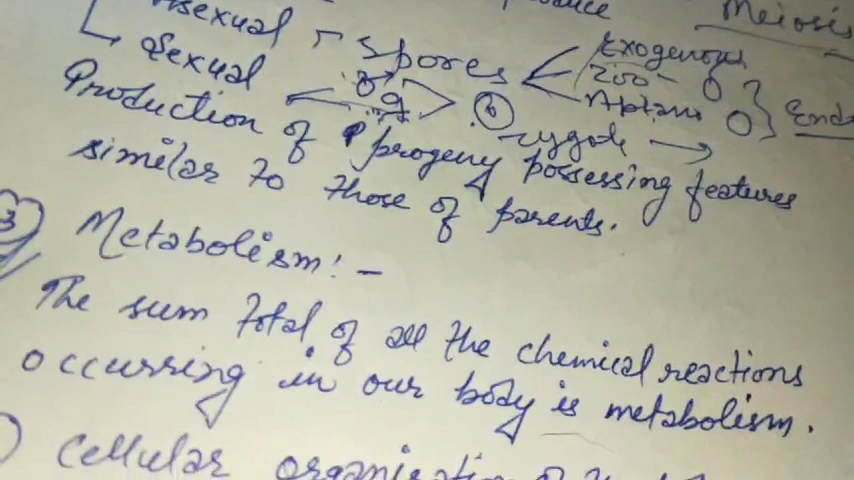 Asexual
Meiosis
Sexual
Spores
Exogenous
Zoo
Aplano
Endo
Zygote
Production of progeny possessing features
similar to those of parents.
3
Metabolism! -
The sum total of all the chemical reactions
occurring in our body is metabolism.
Cellular